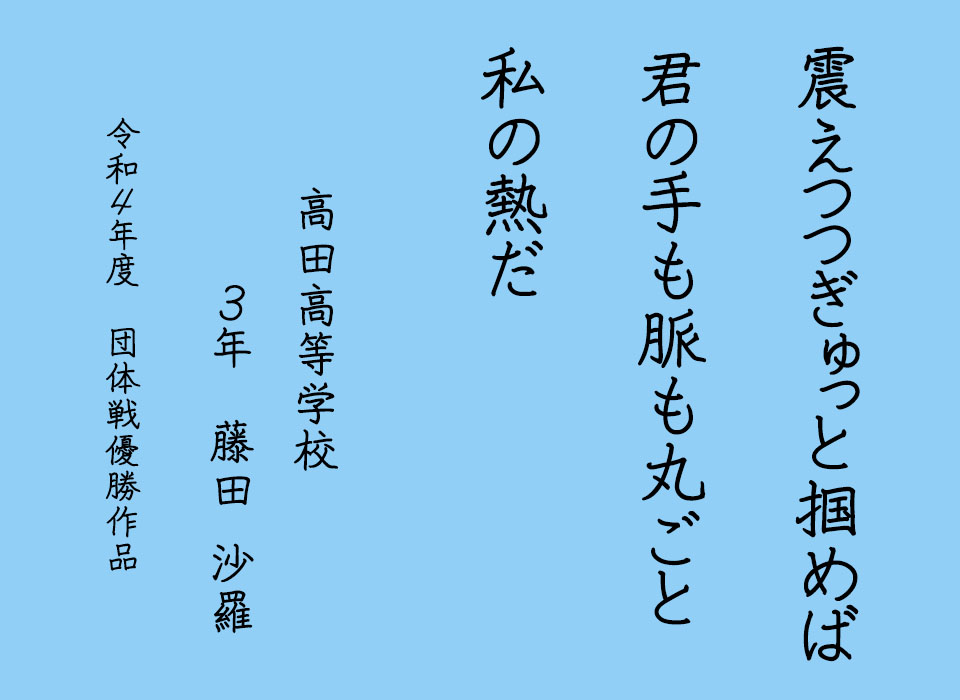 震えつつぎゅっと掴めば
君の手も脈も丸ごと
私の熱だ
高田高等学校
3年　藤田 沙羅
令和4年度　団体戦優勝作品